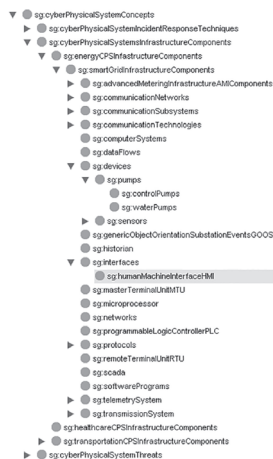 sg:cyberPhysicalSystemConcepts
sg:cyberPhysicalSystemIncidentResponseTechniques
sg:cyberPhysicalSystemsInfrastructureComponents
sg:energyCPSInfastructureComponents
sg:smartGridInfrastructureComponents
sg:advancedMeteringInfrastructureAMIComponents
sg:communicationNetworks
sg:communicationSubsystems
sg:communicationTechnologies
sg:computerSystems
sg:dataFlows
sg:devices
sg:pumps
sg:controlPumps
sg:waterPumps
sg:sensors
sg:genericObjectOrientationSubstationEventsGOOS
sg:historian
sg:interfaces
sg:humanMachineInterfaceHMI
sg:masterTerminalUnitMTU
sg:microprocessor
sg:networks
sg:programmableLogicControllerPLC
sg:protocols
sg:remoteTerminalUnitRTU
sg:scada
sg:softwarePrograms
sg:telemetrySystem
sg:transmissionSystem
sg:healthcareCPSInfrastructureComponents
sg:transportationCPSInfrastructureComponents
sg:cyberPhysicalSystemThreats